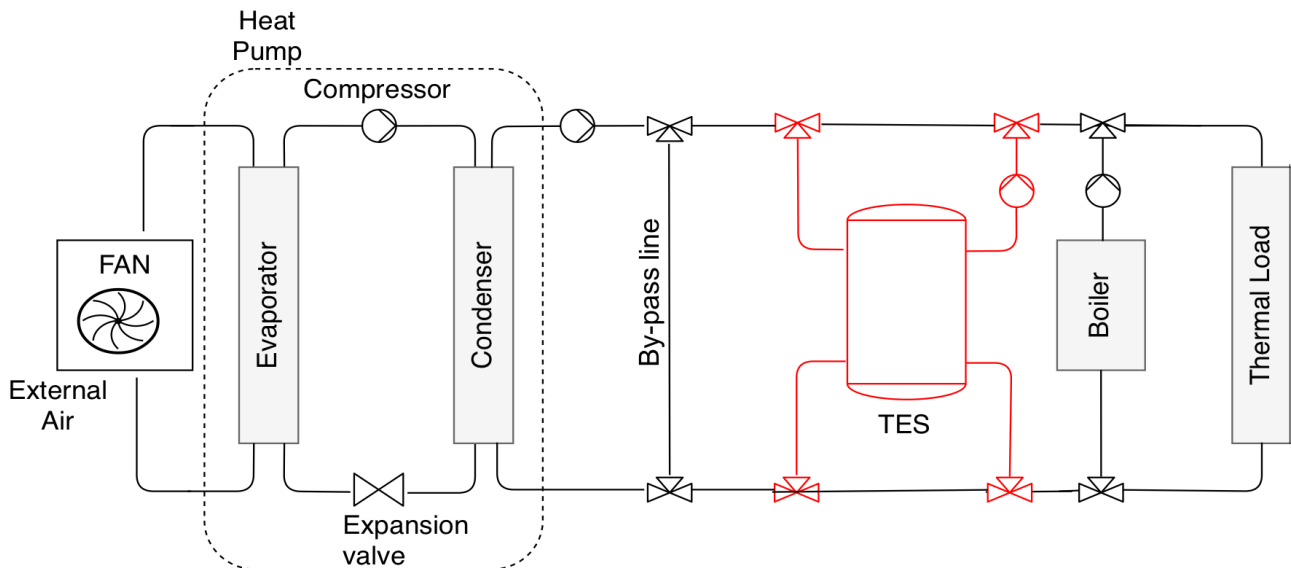 Heat
Pump
Compressor
FAN
External
Air
Evaporator
Condenser
Expansion
valve
By-pass line
TES
Boiler
Thermal Load